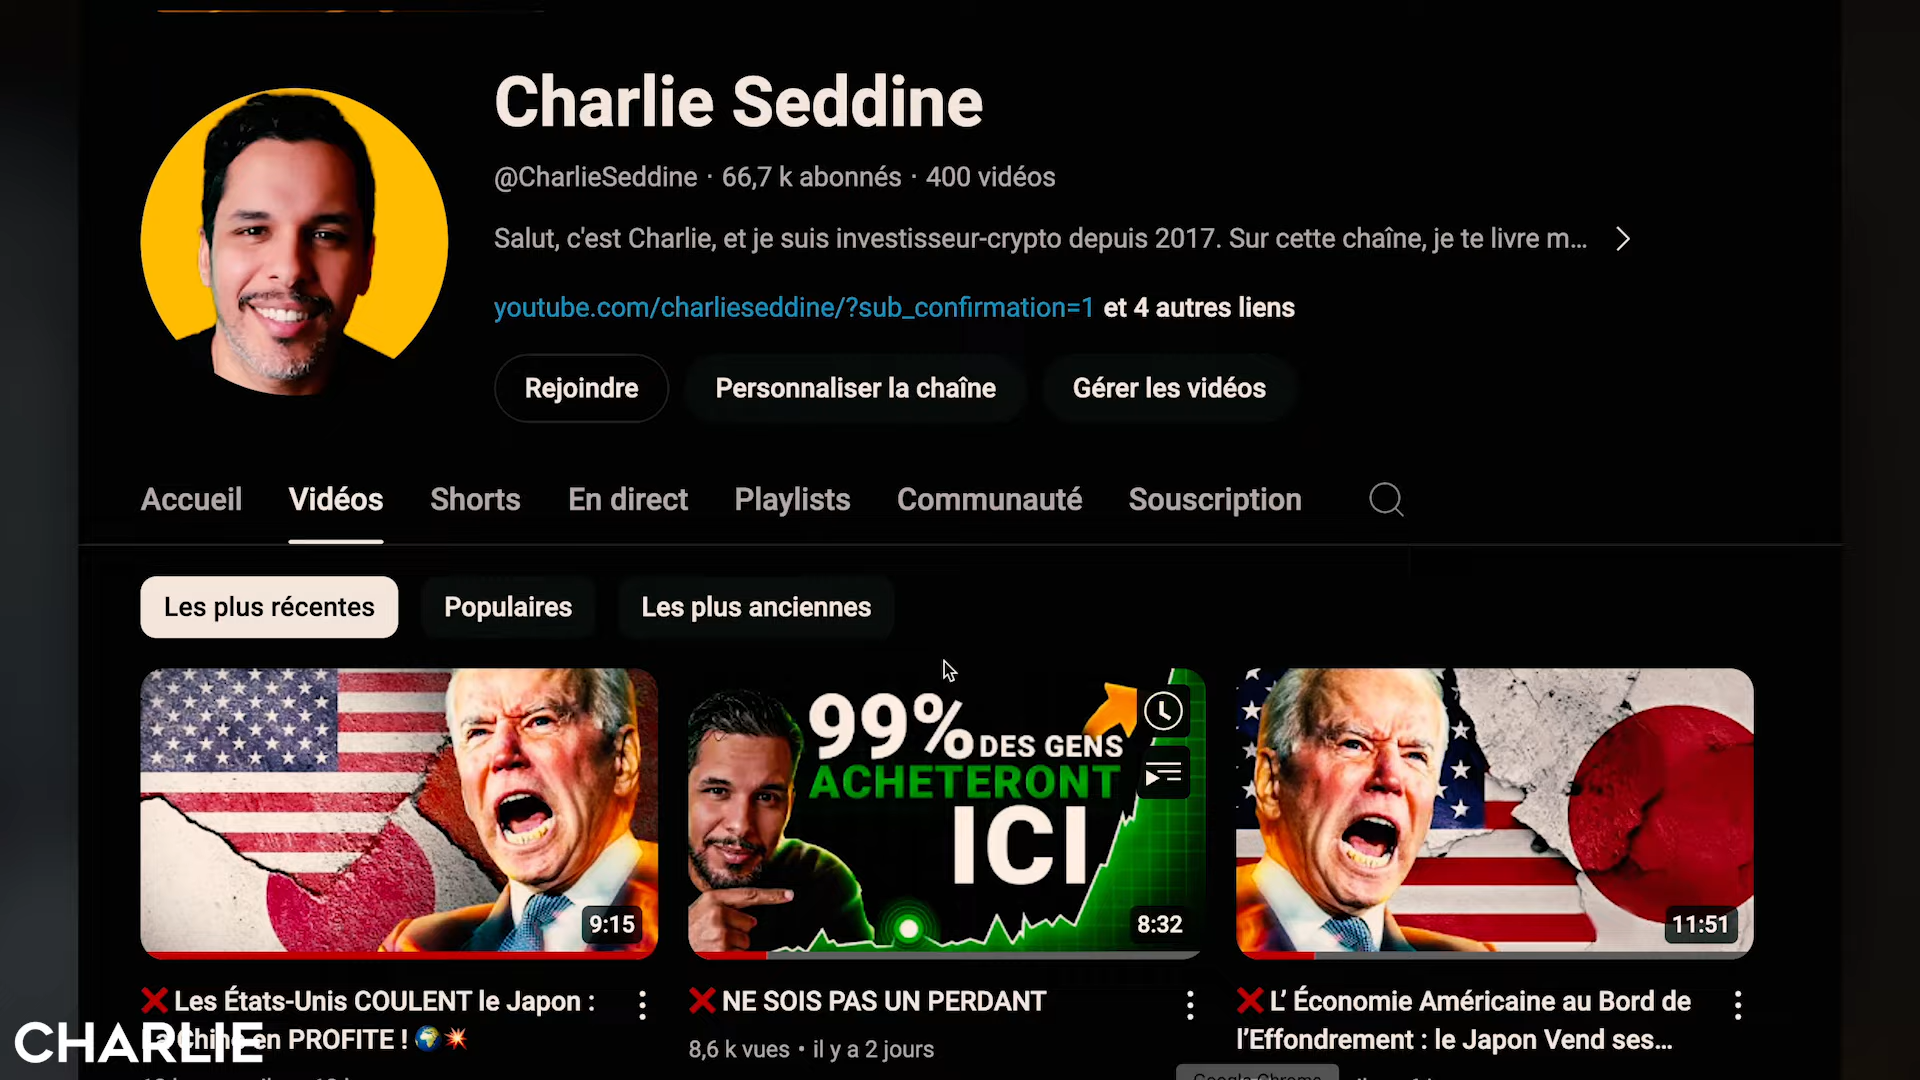 Charlie Seddine
@CharlieSeddine · 66,7 k abonnés · 400 vidéos
Salut, c'est Charlie, et je suis investisseur-crypto depuis 2017. Sur cette chaîne, je te livre m...
youtube.com/charlieseddine/?sub_confirmation=1 et 4 autres liens
Rejoindre
Personnaliser la chaîne
Gérer les vidéos
Accueil
Vidéos
Shorts
En direct
Playlists
Communauté
Souscription
Les plus récentes
Populaires
Les plus anciennes
9:15
99% DES GENS
ACHETERONT
ICI
8:32
11:51
❌ Les États-Unis COULENT le Japon :
en PROFITE ! 🌍💥
❌ NE SOIS PAS UN PERDANT
8,6 k vues • il y a 2 jours
❌ L’ Économie Américaine au Bord de
l’Effondrement : le Japon Vend ses...
CHARLIE